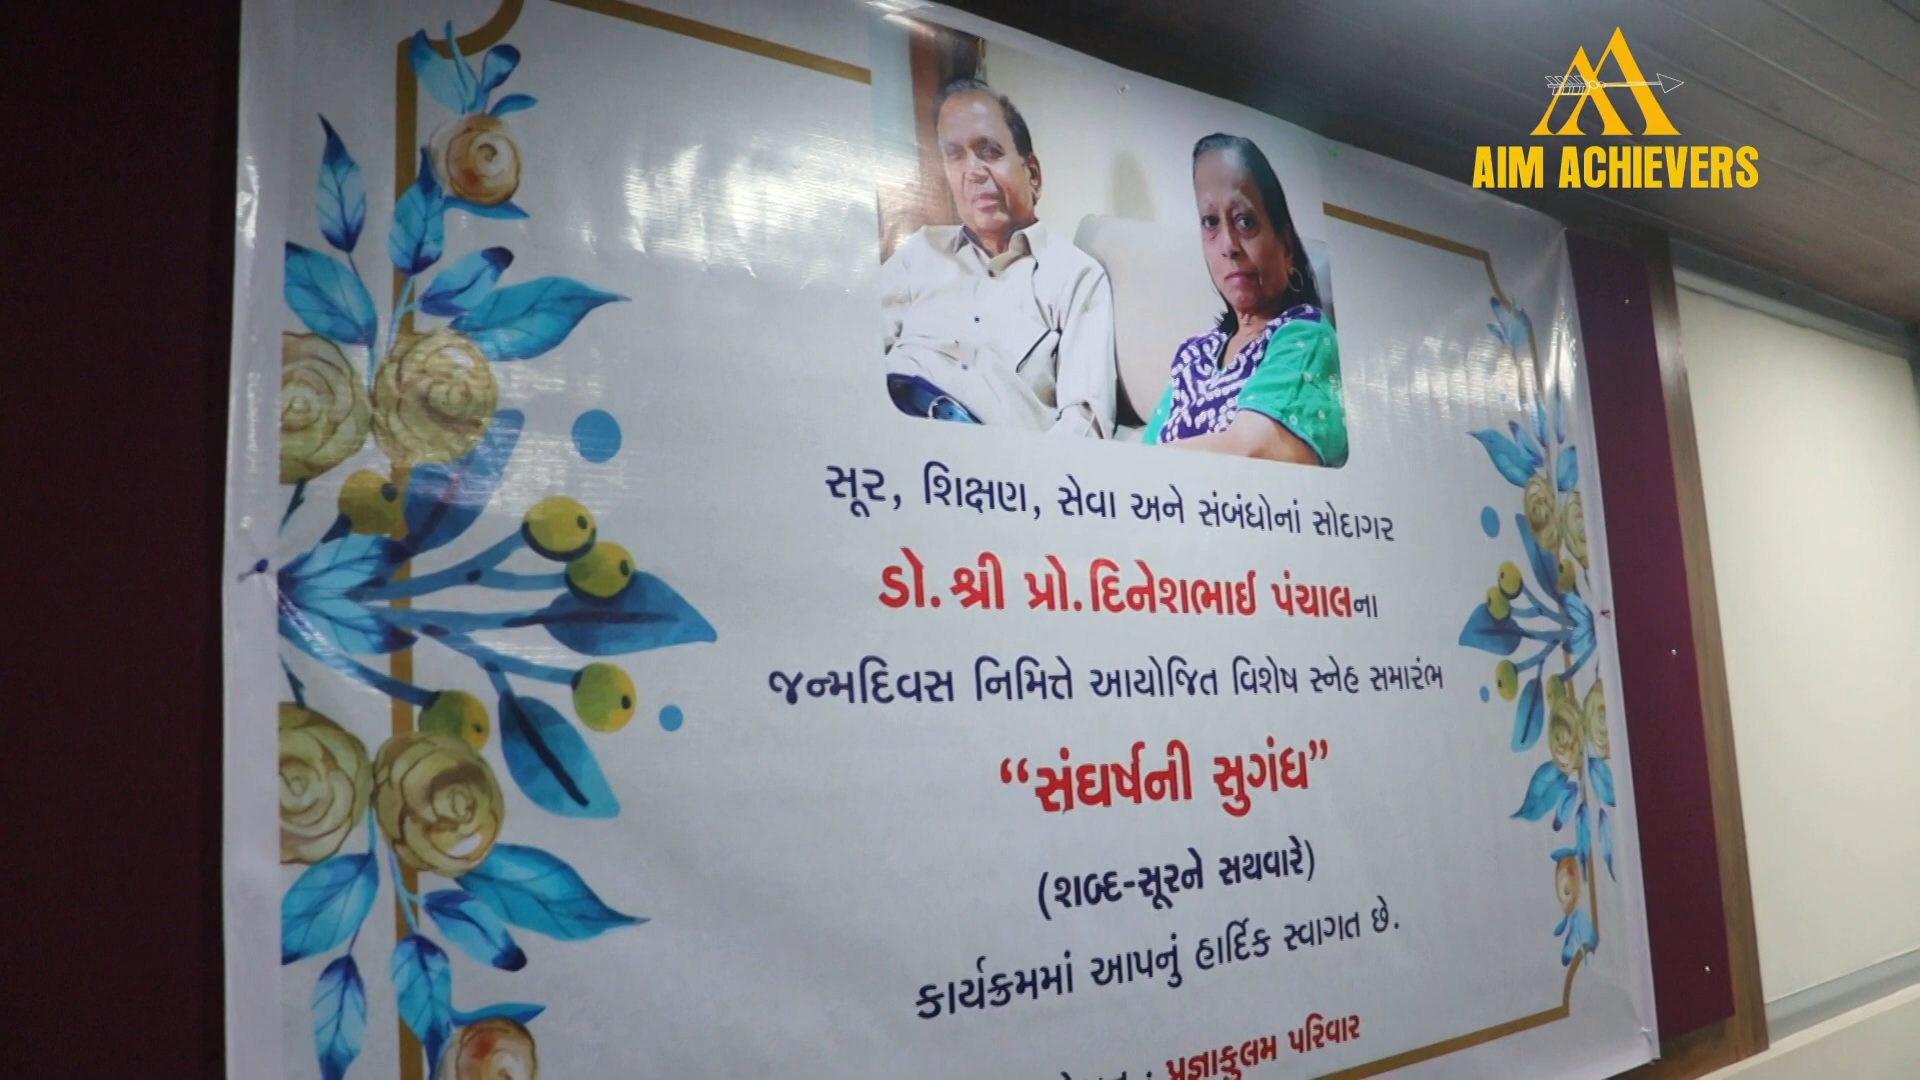 AIM ACHIEVERS
સૂર, શિક્ષણ, સેવા અને સંબંધોનાં સોદાગર
ડો. શ્રી પ્રો. દિનેશભાઈ પંચાલના
જન્મદિવસ નિમિત્તે આયોજિત વિશેષ સ્નેહ સમારંભ
“સંઘર્ષની સુગંધ”
(શબ્દ-સૂરને સથવારે)
કાર્યક્રમમાં આપનું હાર્દિક સ્વાગત છે.
: પ્રજ્ઞાકુલમ પરિવાર